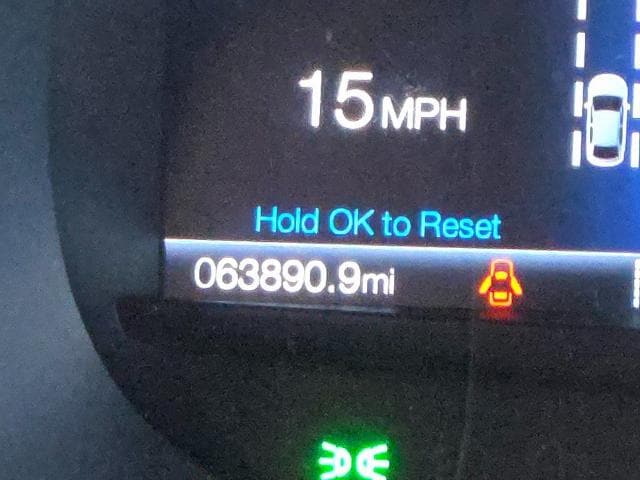 15 MPH
Hold OK to Reset
063890.9mi